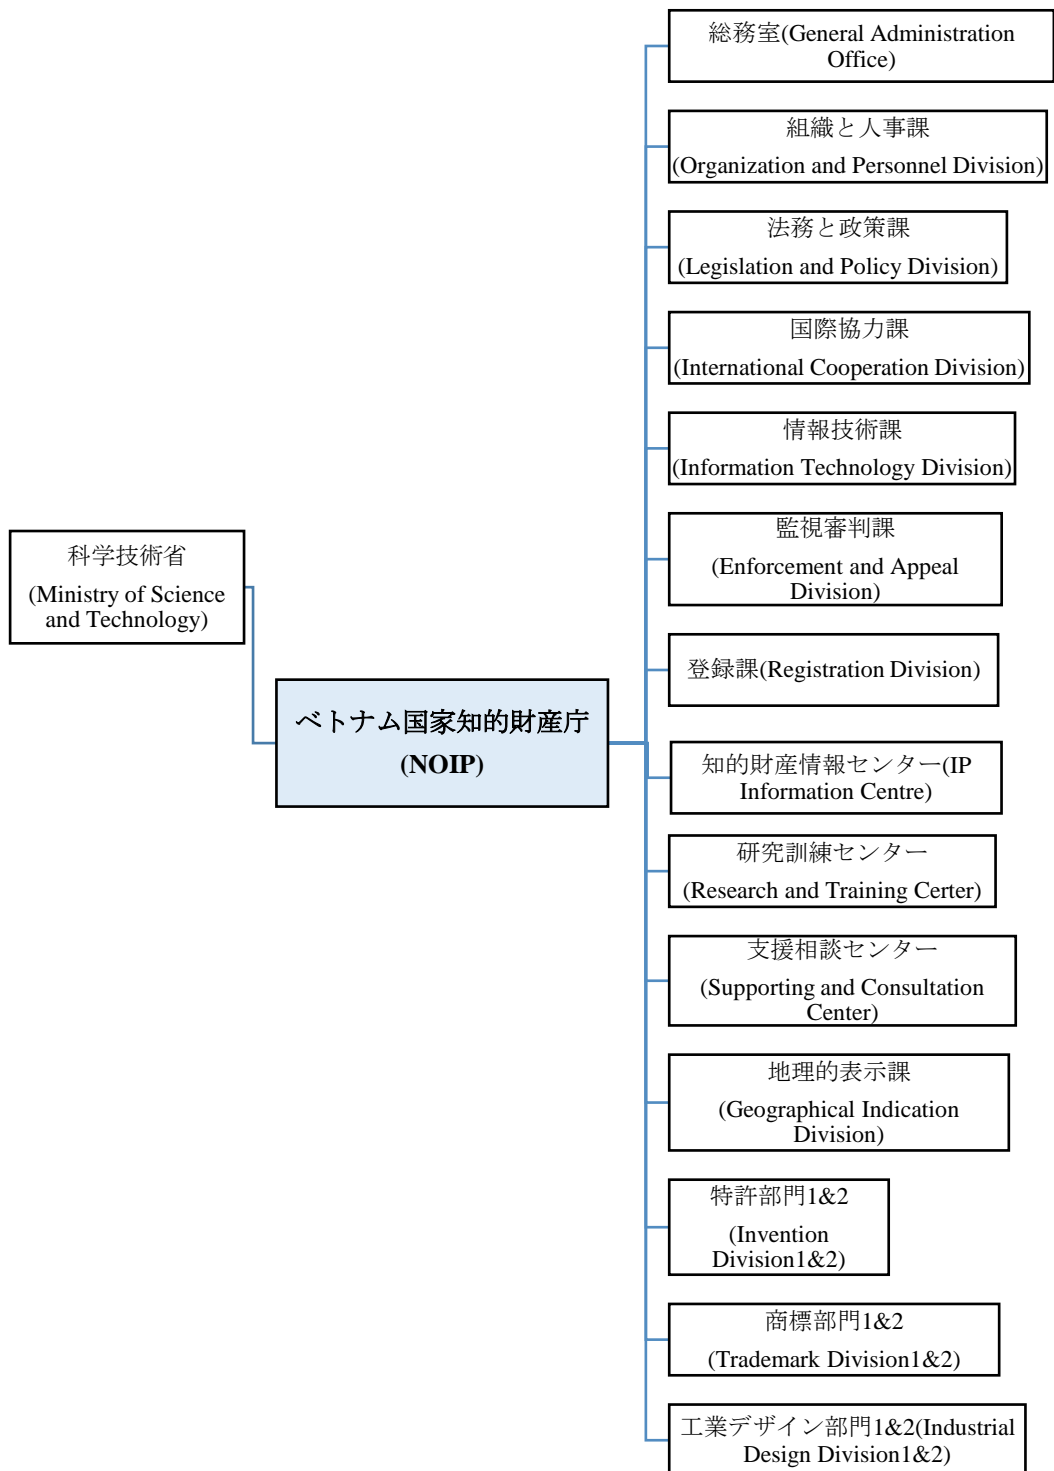 総務室(General Administration
Office)
組織と人事課
(Organization and Personnel Division)
法務と政策課
(Legislation and Policy Division)
国際協力課
(International Cooperation Division)
情報技術課
(Information Technology Division)
監視審判課
(Enforcement and Appeal
Division)
科学技術省
(Ministry of Science
and Technology)
登録課(Registration Division)
ベトナム国家知的財産庁
(NOIP)
知的財産情報センター(IP
Information Centre)
研究訓練センター
(Research and Training Certer)
支援相談センター
(Supporting and Consultation
Center)
地理的表示課
(Geographical Indication
Division)
特許部門1&2
(Invention
Division1&2)
商標部門1&2
(Trademark Division1&2)
工業デザイン部門1&2(Industrial
Design Division1&2)